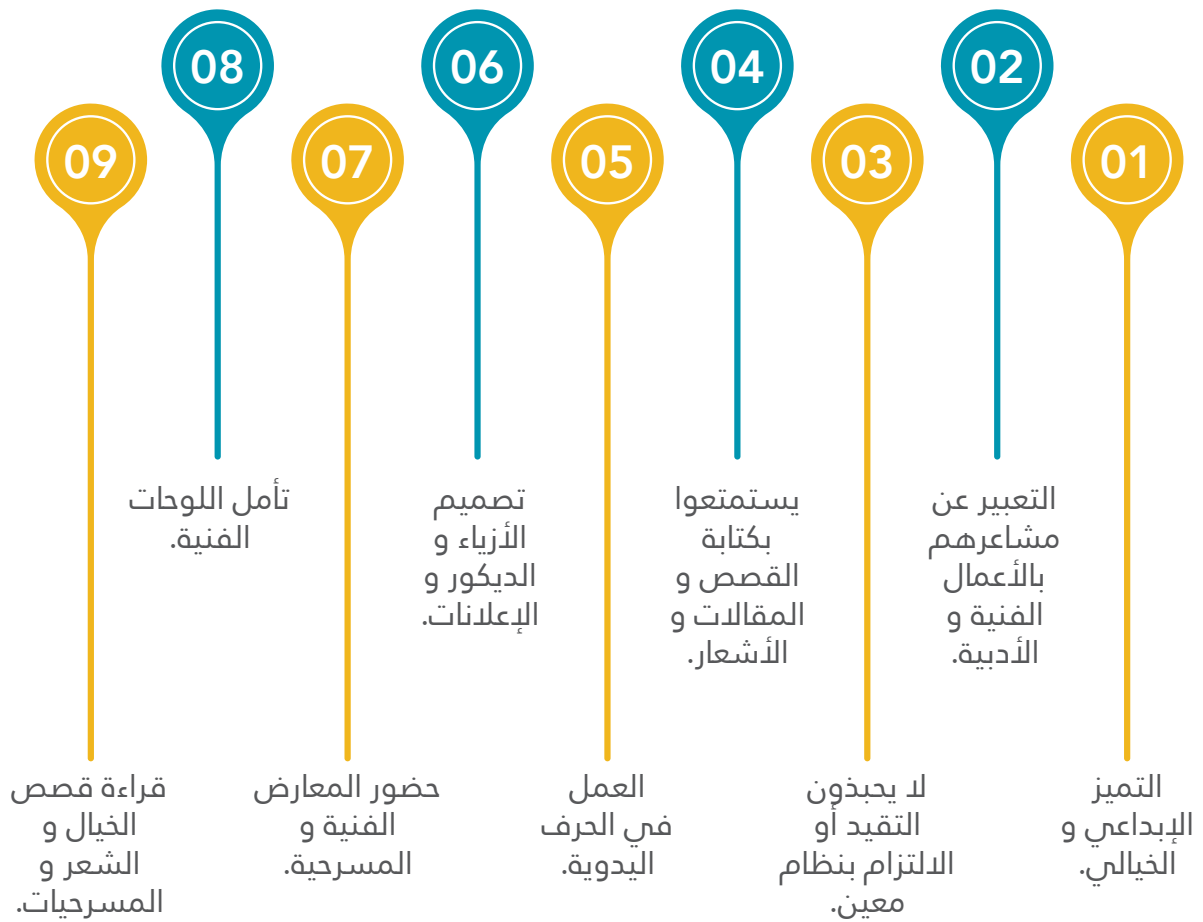 01
التميز
الإبداعي و
الخيالي.
02
التعبير عن
مشاعرهم
بالأعمال
الفنية و
الأدبية.
03
لا يحبذون
التقيد أو
الالتزام بنظام
معين.
04
يستمتعوا
بكتابة
القصص و
المقالات و
الأشعار.
05
العمل
في الحرف
اليدوية.
06
تصميم
الأزياء و
الديكور و
الإعلانات.
07
حضور المعارض
الفنية و
المسرحية.
08
تأمل اللوحات
الفنية.
09
قراءة قصص
الخيال و
الشعر و
المسرحيات.